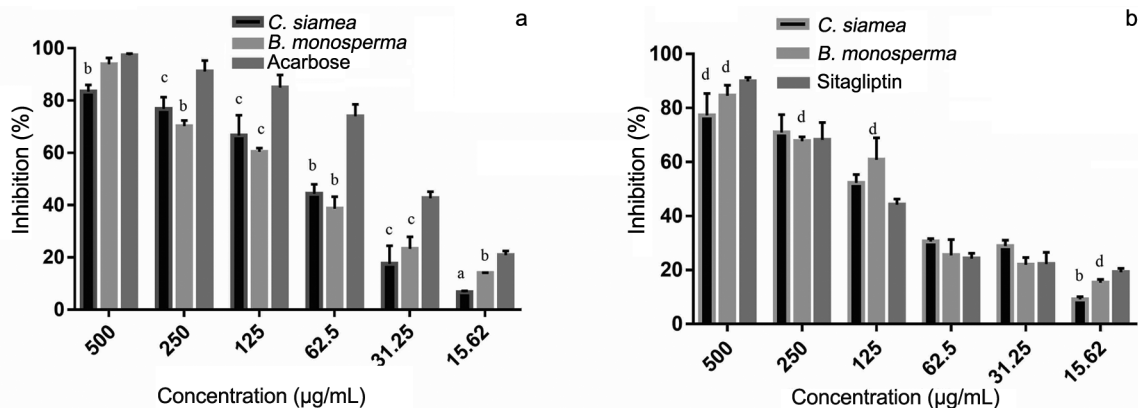 a
C. siamea
B. monosperma
Acarbose
100
80
60
40
20
0
Inhibition (%)
b
c
b
c
c
b
b
c
c
a
b
500
250
125
62.5
31.25
15.62
Concentration (µg/mL)
b
C. siamea
B. monosperma
Sitagliptin
100
80
60
40
20
0
Inhibition (%)
d
d
d
d
b
d
500
250
125
62.5
31.25
15.62
Concentration (µg/mL)